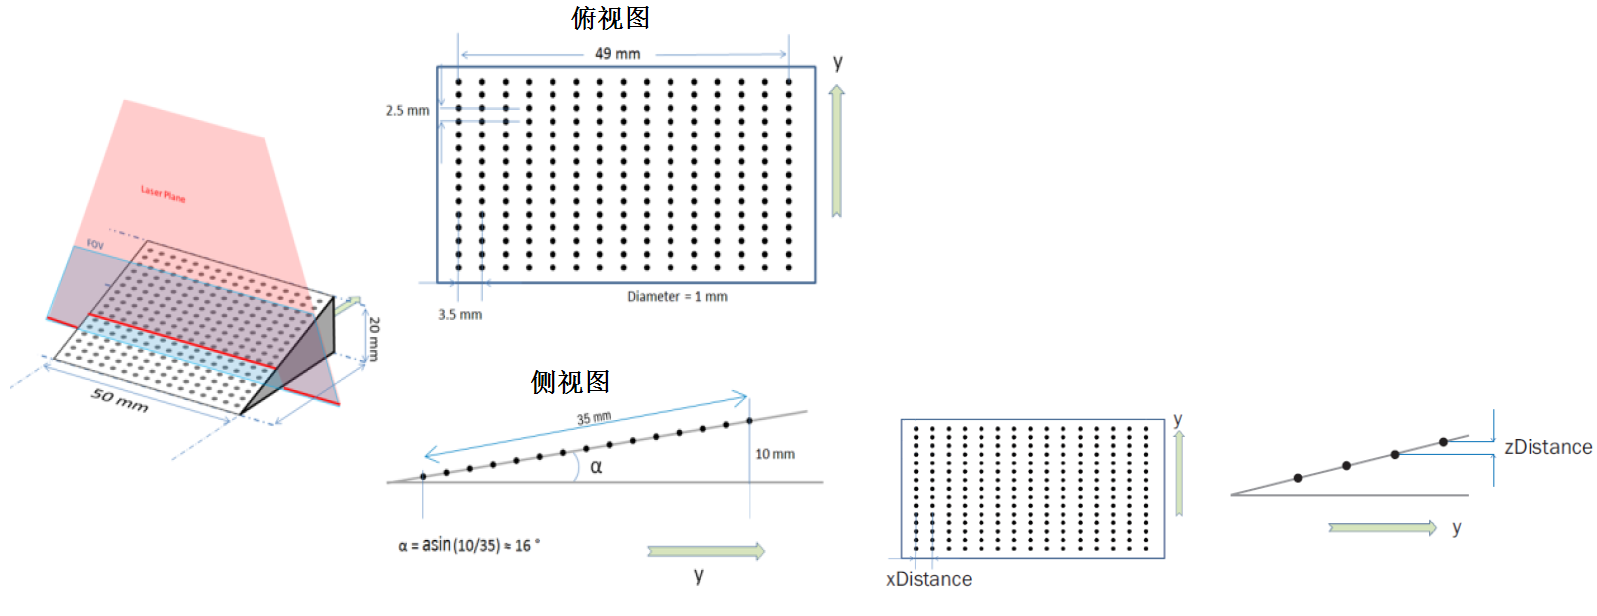 俯视图
49 mm
y
2.5 mm
Diameter = 1 mm
3.5 mm
Laser Plane
FOV
20 mm
50 mm
侧视图
35 mm
10 mm
α
α = asin (10/35) ≈ 16 °
y
y
xDistance
zDistance
y